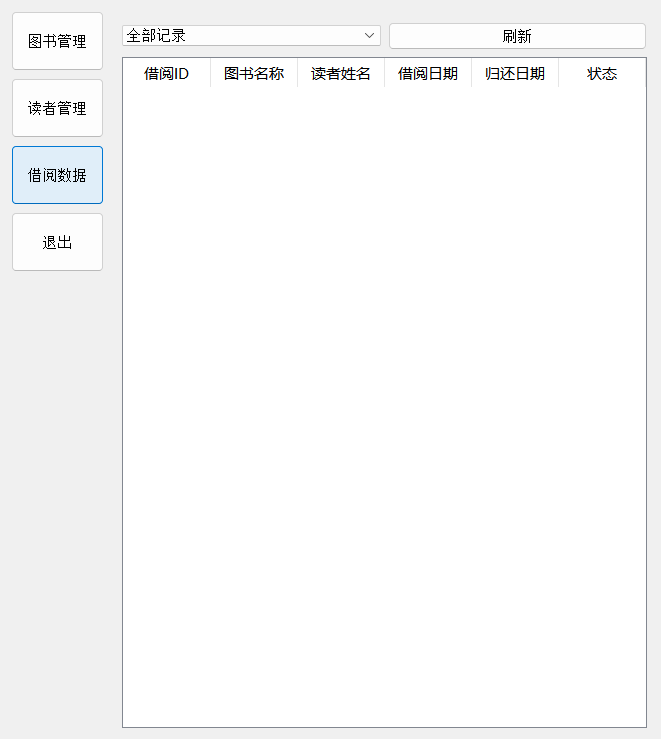 图书管理
读者管理
借阅数据
退出
全部记录
刷新
借阅ID 图书名称 读者姓名 借阅日期 归还日期 状态